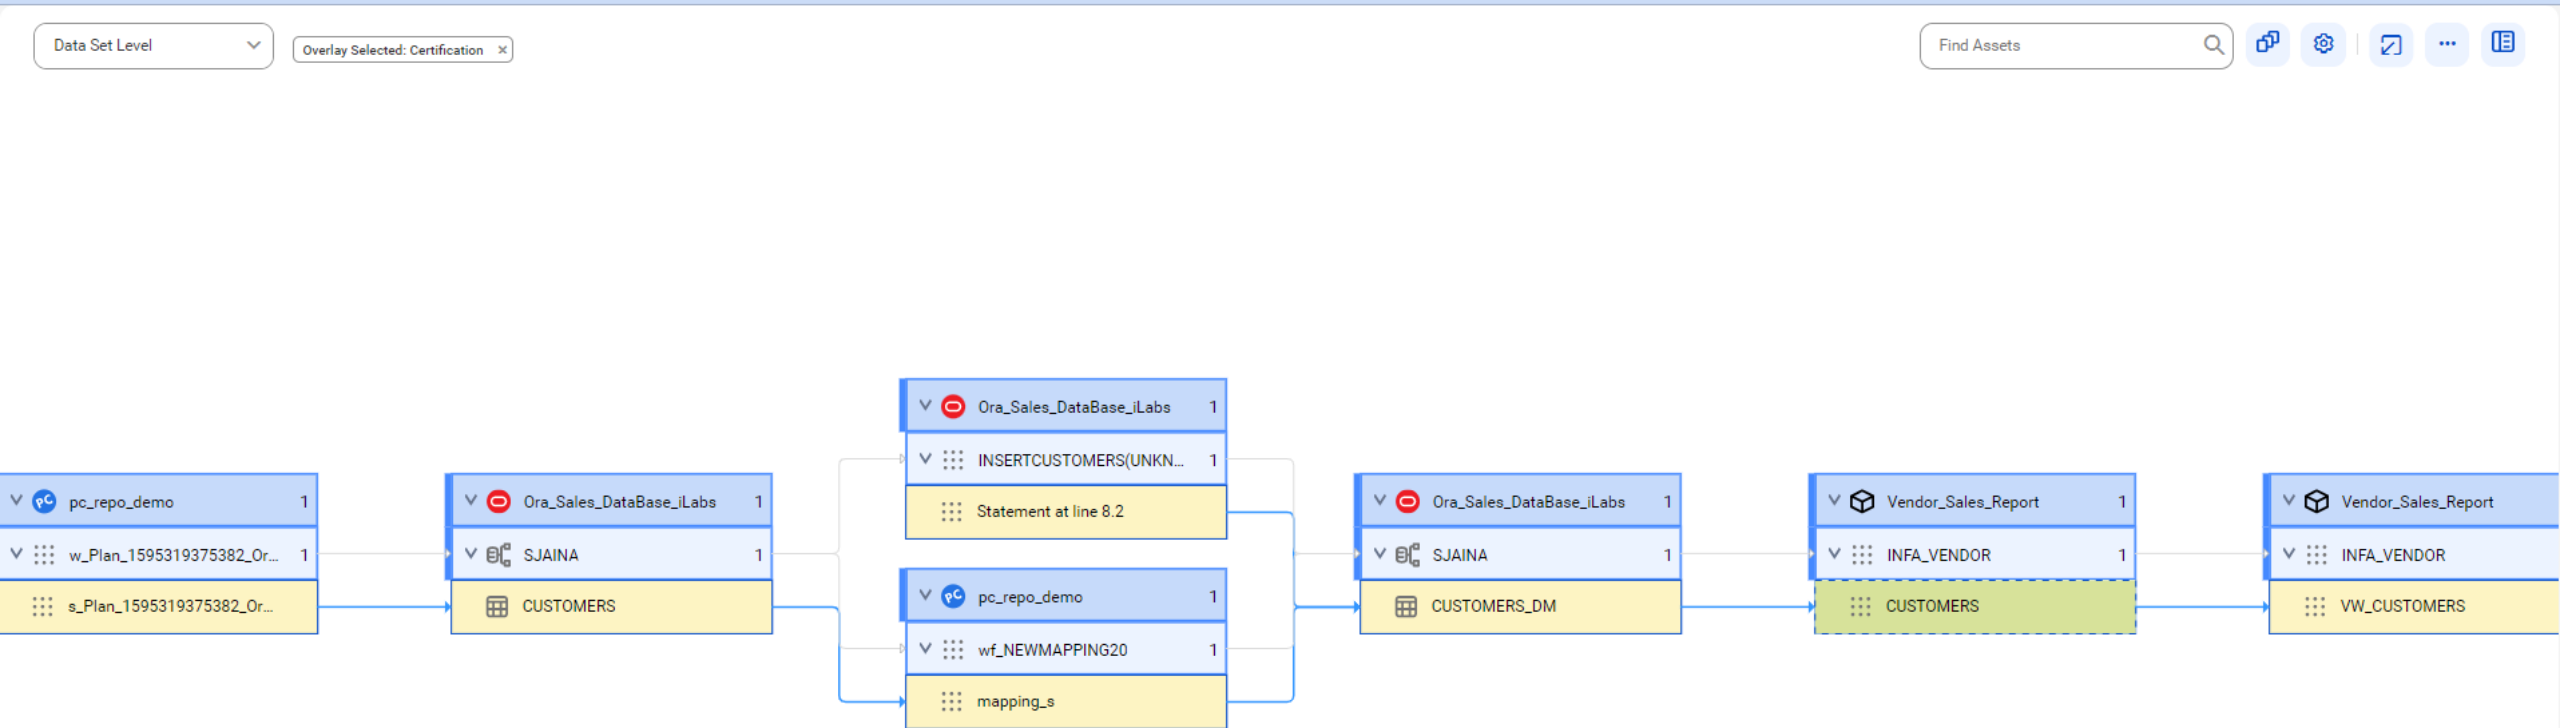 Data Set Level
Overlay Selected: Certification ×
Find Assets
pc_repo_demo 1
w_Plan_1595319375382_Or... 1
s_Plan_1595319375382_Or...
Ora_Sales_DataBase_iLabs 1
SJAINA 1
CUSTOMERS
Ora_Sales_DataBase_iLabs 1
INSERTCUSTOMERS(UNKN... 1
Statement at line 8.2
pc_repo_demo 1
wf_NEWMAPPING20 1
mapping_s
Ora_Sales_DataBase_iLabs 1
SJAINA 1
CUSTOMERS_DM
Vendor_Sales_Report 1
INFA_VENDOR 1
CUSTOMERS
Vendor_Sales_Report
INFA_VENDOR
VW_CUSTOMERS